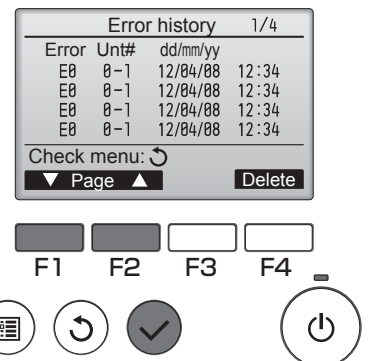 Error history 1/4
Error Unt# dd/mm/yy
E0 0-1 12/04/08 12:34
E0 0-1 12/04/08 12:34
E0 0-1 12/04/08 12:34
E0 0-1 12/04/08 12:34
Check menu:
▼ Page ▲ Delete
F1 F2 F3 F4